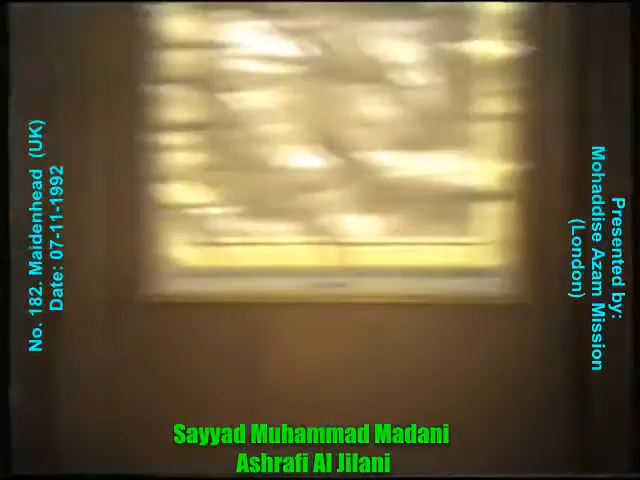 No. 182. Maidenhead (UK)
Date: 07-11-1992
Presented by:
Mohaddise Azam Mission
(London)
Sayyad Muhammad Madani
Ashrafi Al Jilani